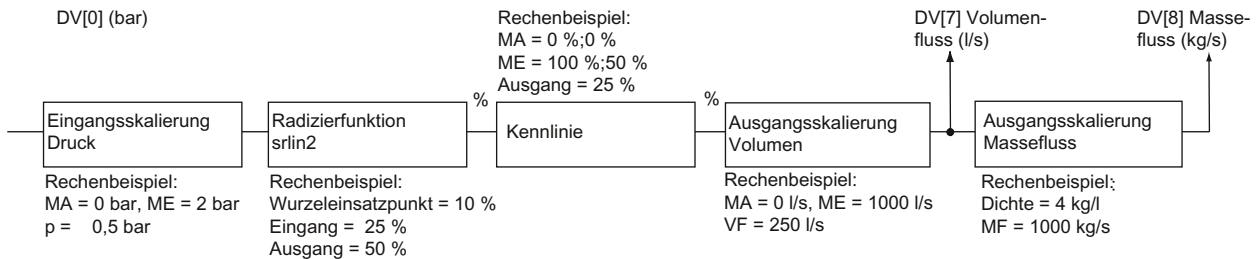 DV[0] (bar)
Rechenbeispiel:
MA = 0 %;0 %
ME = 100 %;50 %
Ausgang = 25 %
DV[7] Volumen-
fluss (l/s)
DV[8] Masse-
fluss (kg/s)
Eingangsskalierung
Druck
Radizierfunktion
srlin2
%
Kennlinie
%
Ausgangsskalierung
Volumen
Ausgangsskalierung
Massefluss
Rechenbeispiel:
MA = 0 bar, ME = 2 bar
p = 0,5 bar
Rechenbeispiel:
Wurzeleinsatzpunkt = 10 %
Eingang = 25 %
Ausgang = 50 %
Rechenbeispiel:
MA = 0 l/s, ME = 1000 l/s
VF = 250 l/s
Rechenbeispiel:
Dichte = 4 kg/l
MF = 1000 kg/s